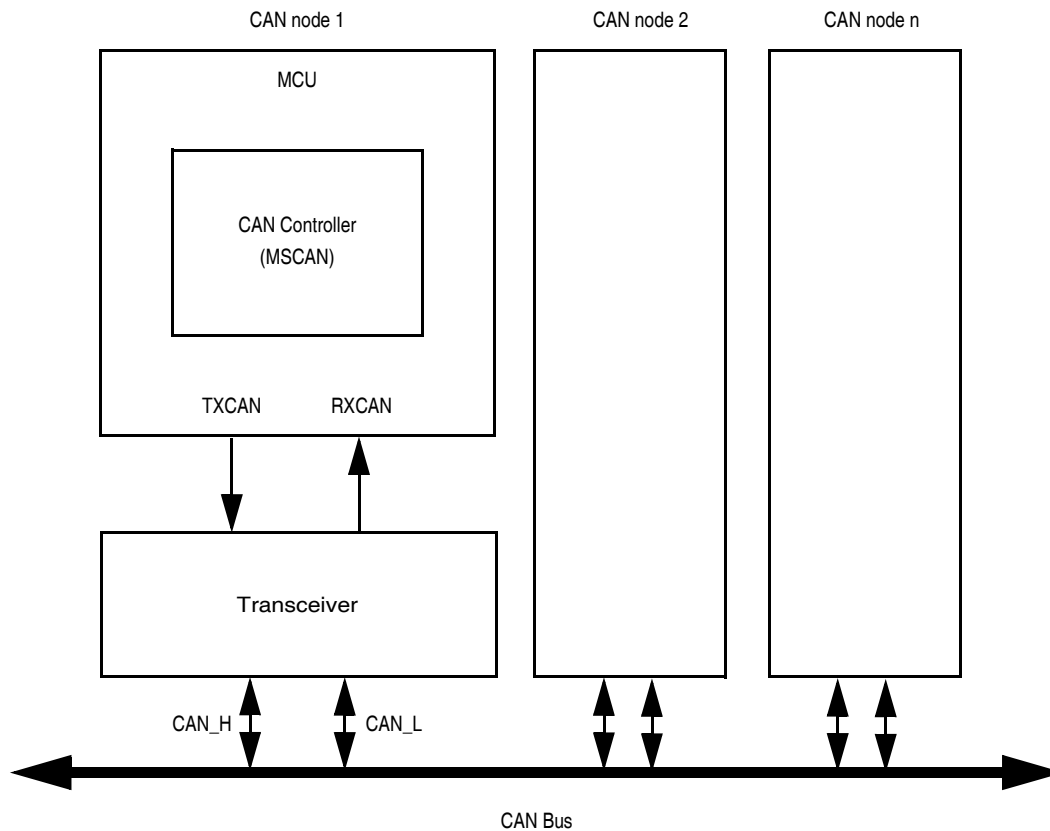 CAN node 1
CAN node 2
CAN node n
MCU
CAN Controller
(MSCAN)
TXCAN
RXCAN
Transceiver
CAN_H
CAN_L
CAN Bus